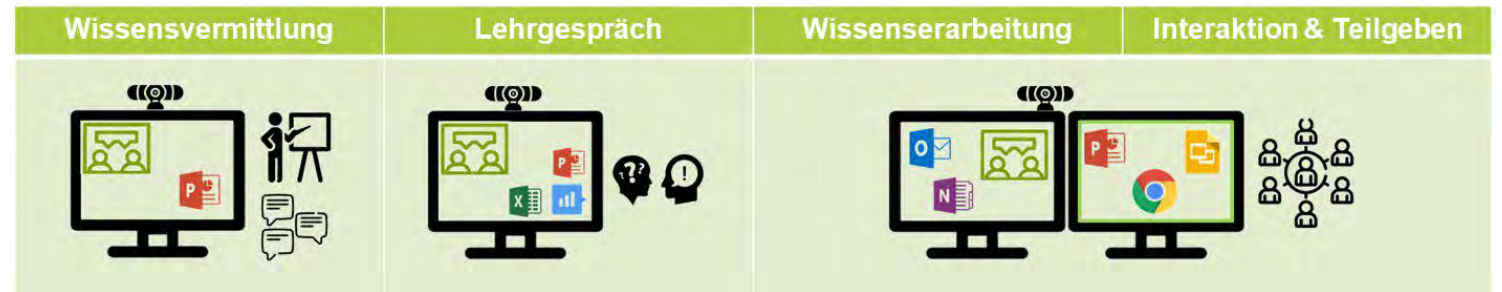 Wissensvermittlung
Lehrgespräch
Wissenserarbeitung
Interaktion & Teilgeben
P
P
X
O
N
P
???
!